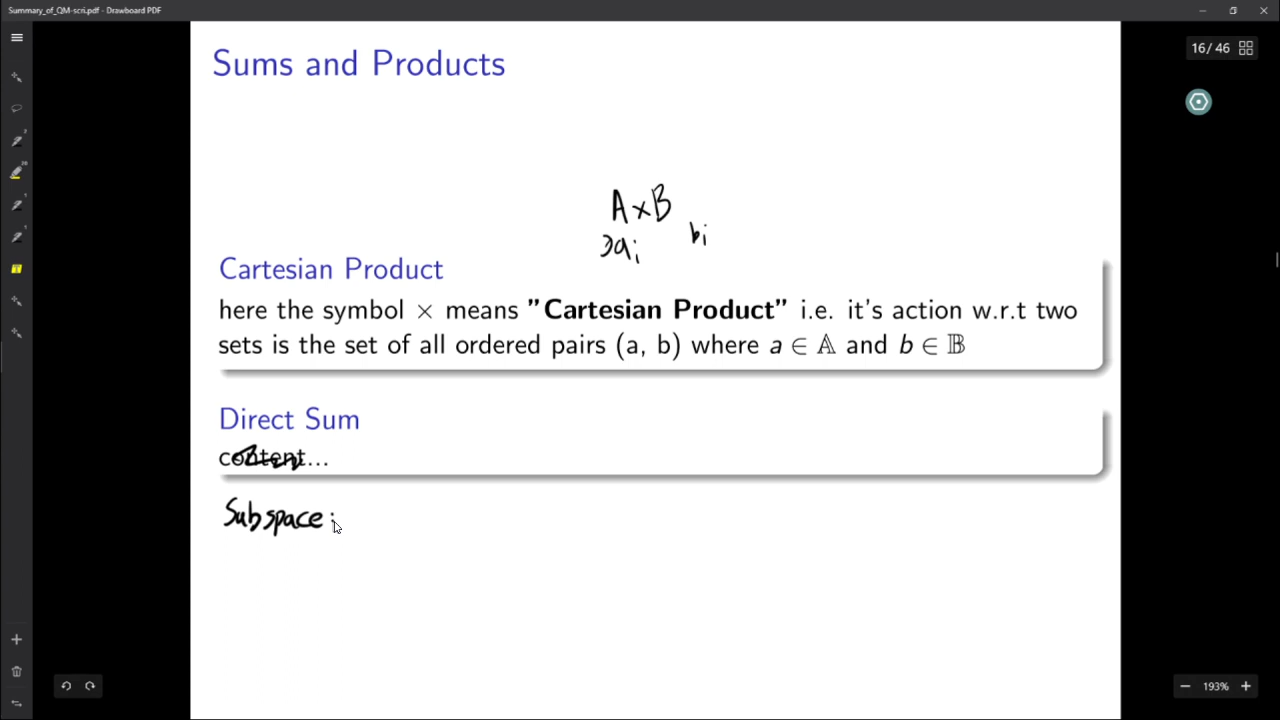 Summary_of_QM-scri.pdf - Drawboard PDF
16/ 46
Sums and Products
A×B
bi
Cartesian Product
here the symbol × means ”Cartesian Product” i.e. it's action w.r.t two
sets is the set of all ordered pairs (a, b) where a ∈ 𝔸 and b ∈ 𝔹
Direct Sum
content...
Subspace :
193%